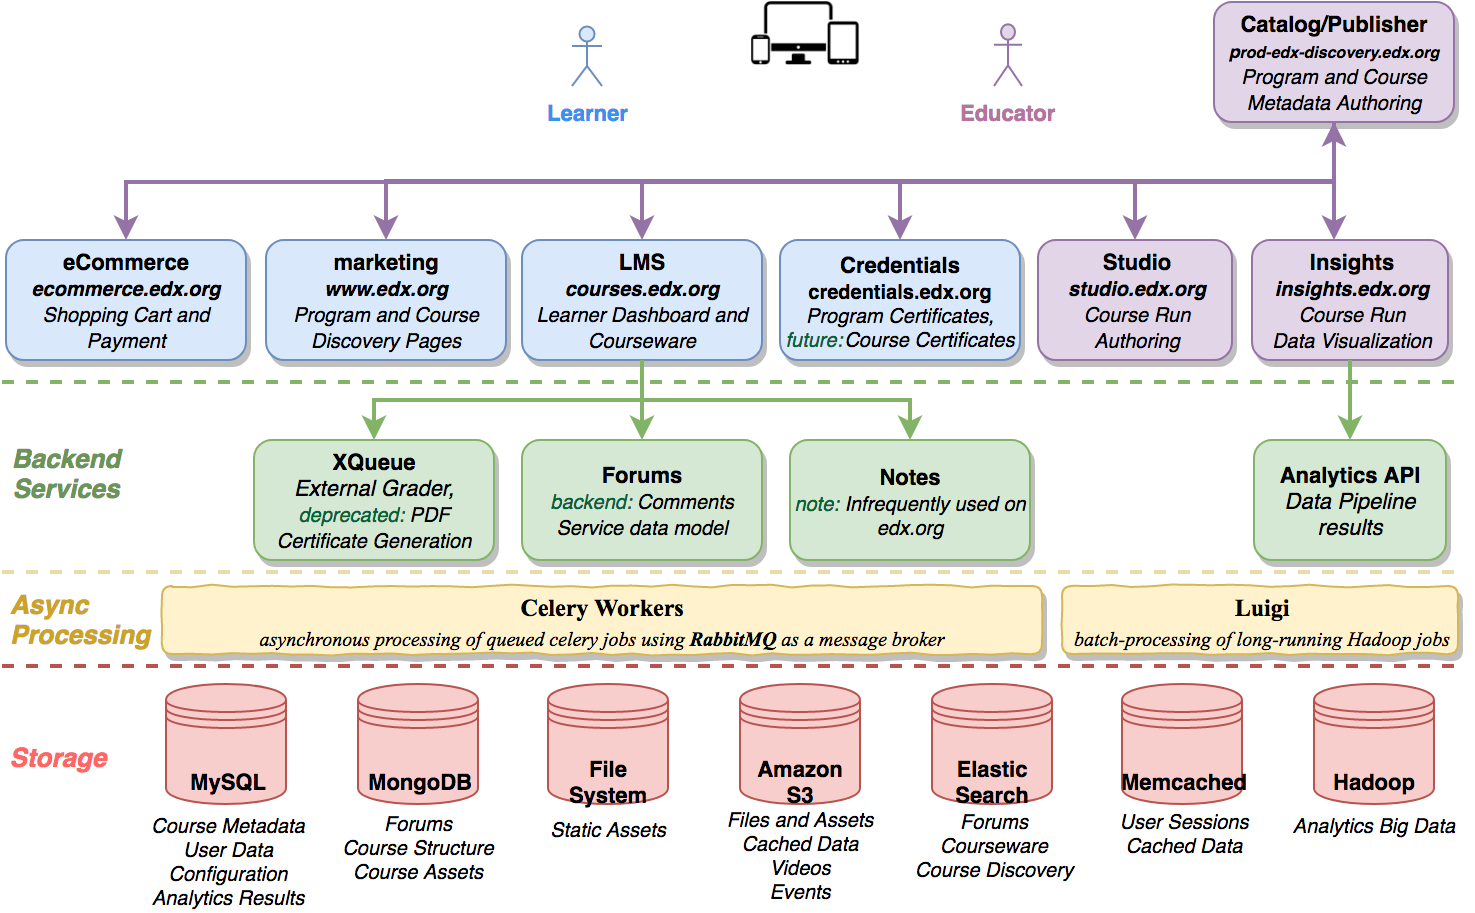 Catalog/Publisher
prod-edx-discovery.edx.org
Program and Course
Metadata Authoring
Learner
Educator
eCommerce
ecommerce.edx.org
Shopping Cart and
Payment
marketing
www.edx.org
Program and Course
Discovery Pages
LMS
courses.edx.org
Learner Dashboard and
Courseware
Credentials
credentials.edx.org
Program Certificates,
future: Course Certificates
Studio
studio.edx.org
Course Run
Authoring
Insights
insights.edx.org
Course Run
Data Visualization
Backend
Services
XQueue
External Grader,
deprecated: PDF
Certificate Generation
Forums
backend: Comments
Service data model
Notes
note: Infrequently used on
edx.org
Analytics API
Data Pipeline
results
Async
Processing
Celery Workers
asynchronous processing of queued celery jobs using RabbitMQ as a message broker
Luigi
batch-processing of long-running Hadoop jobs
Storage
MySQL
Course Metadata
User Data
Configuration
Analytics Results
MongoDB
Forums
Course Structure
Course Assets
File
System
Static Assets
Amazon
S3
Files and Assets
Cached Data
Videos
Events
Elastic
Search
Forums
Courseware
Course Discovery
Memcached
User Sessions
Cached Data
Hadoop
Analytics Big Data